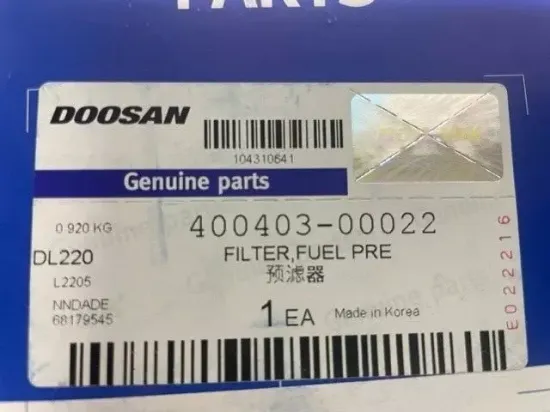 PARTS
DOOSAN
104310641
Genuine parts
0.920 KG
400403-00022
DL220
FILTER,FUEL PRE
预滤器
L2205
NNDADE
68179545
1 EA
Made in Korea
E022216